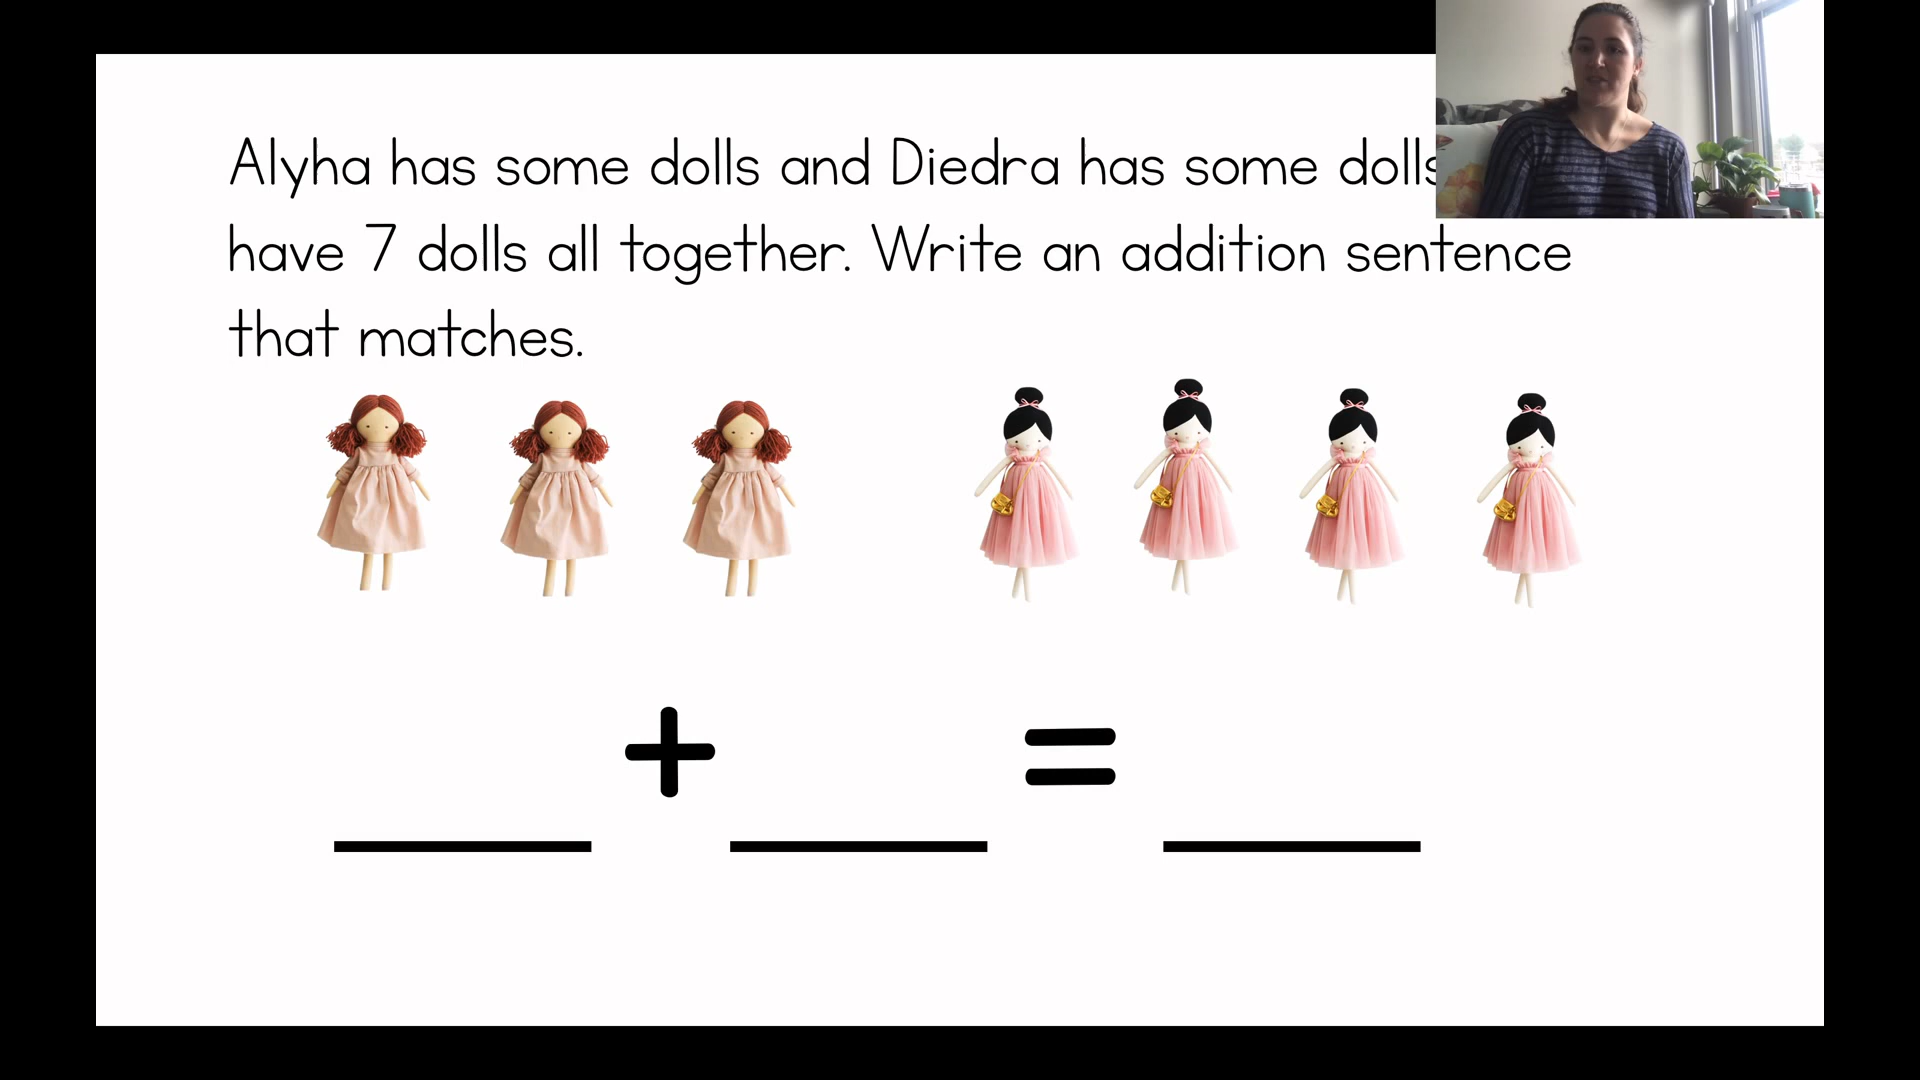 Alyha has some dolls and Diedra has some dolls
have 7 dolls all together. Write an addition sentence
that matches.
+ =